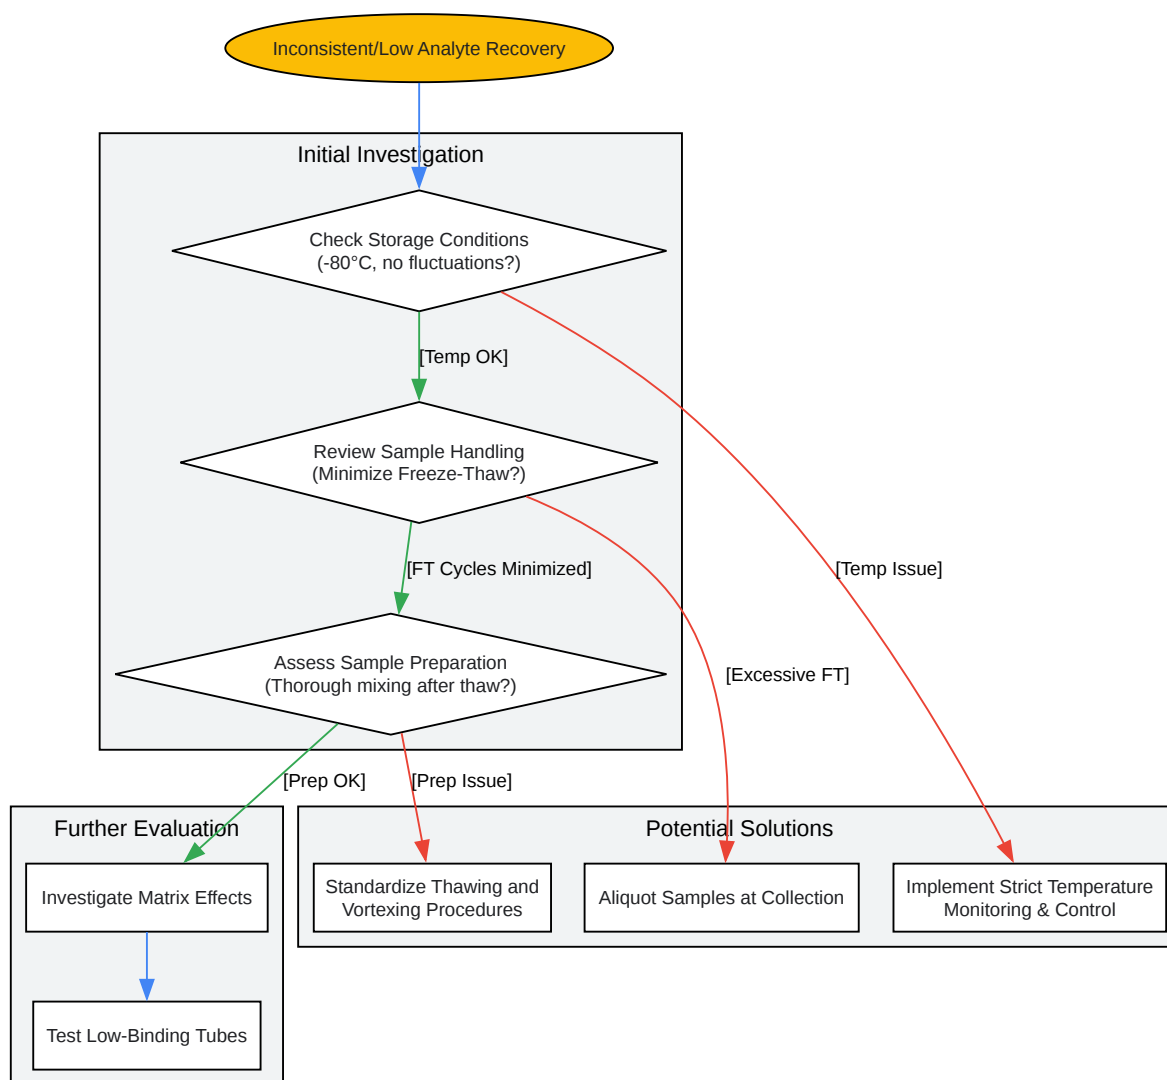 Inconsistent/Low Analyte Recovery
Initial Investigation
Check Storage Conditions
(-80°C, no fluctuations?)
[Temp OK]
Review Sample Handling
(Minimize Freeze-Thaw?)
[FT Cycles Minimized]
[Temp Issue]
Assess Sample Preparation
(Thorough mixing after thaw?)
[Excessive FT]
[Prep OK]
[Prep Issue]
Further Evaluation
Potential Solutions
Investigate Matrix Effects
Standardize Thawing and
Vortexing Procedures
Aliquot Samples at Collection
Implement Strict Temperature
Monitoring & Control
Test Low-Binding Tubes